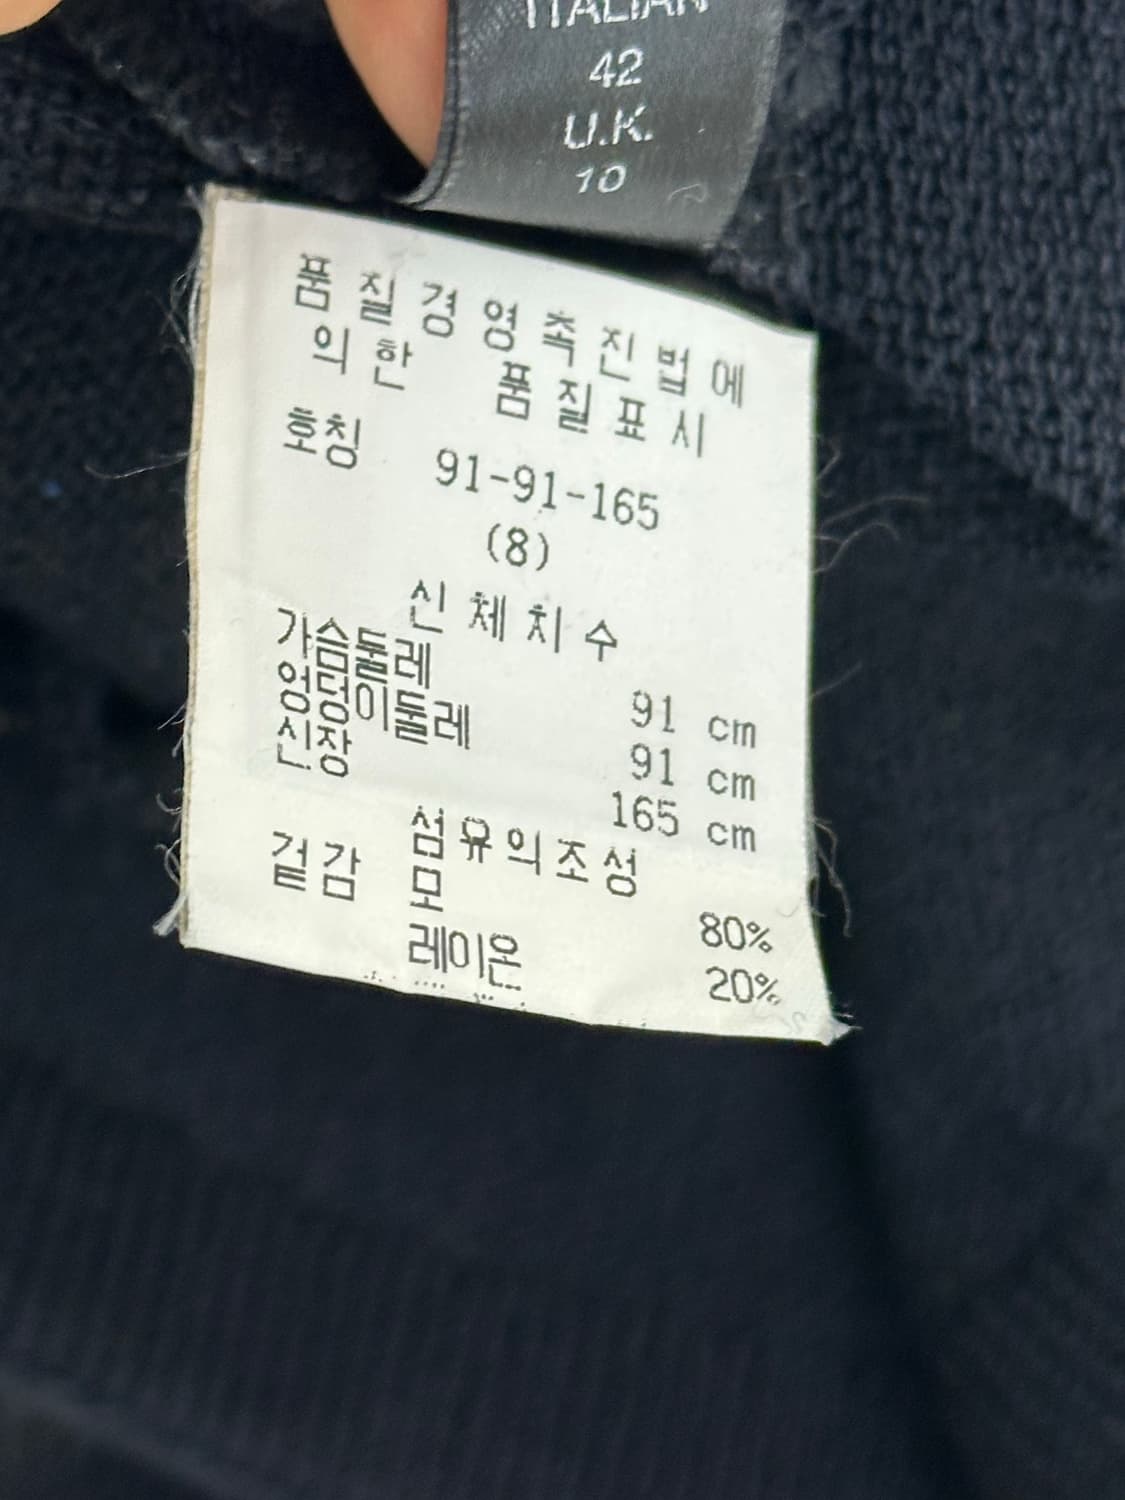 ITALIAN
42
U.K.
10
품질경영촉진법에
의한 품질표시
호칭 91-91-165
(8)
신체치수
가슴둘레 91 cm
엉덩이둘레 91 cm
신장 165 cm
섬유의조성
겉감 모 80%
레이온 20%